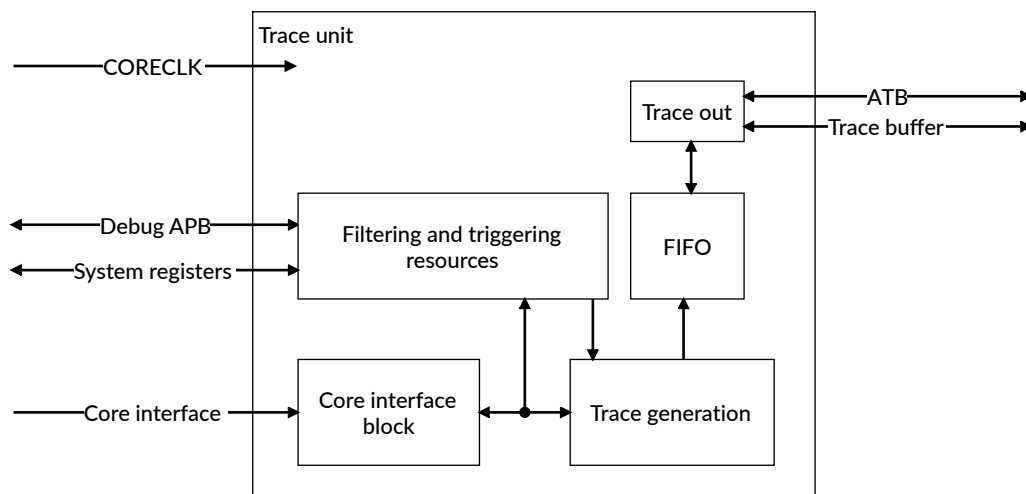 Trace unit
CORECLK
ATB
Trace out
Trace buffer
Debug APB
Filtering and triggering
resources
FIFO
System registers
Core interface
Core interface
block
Trace generation